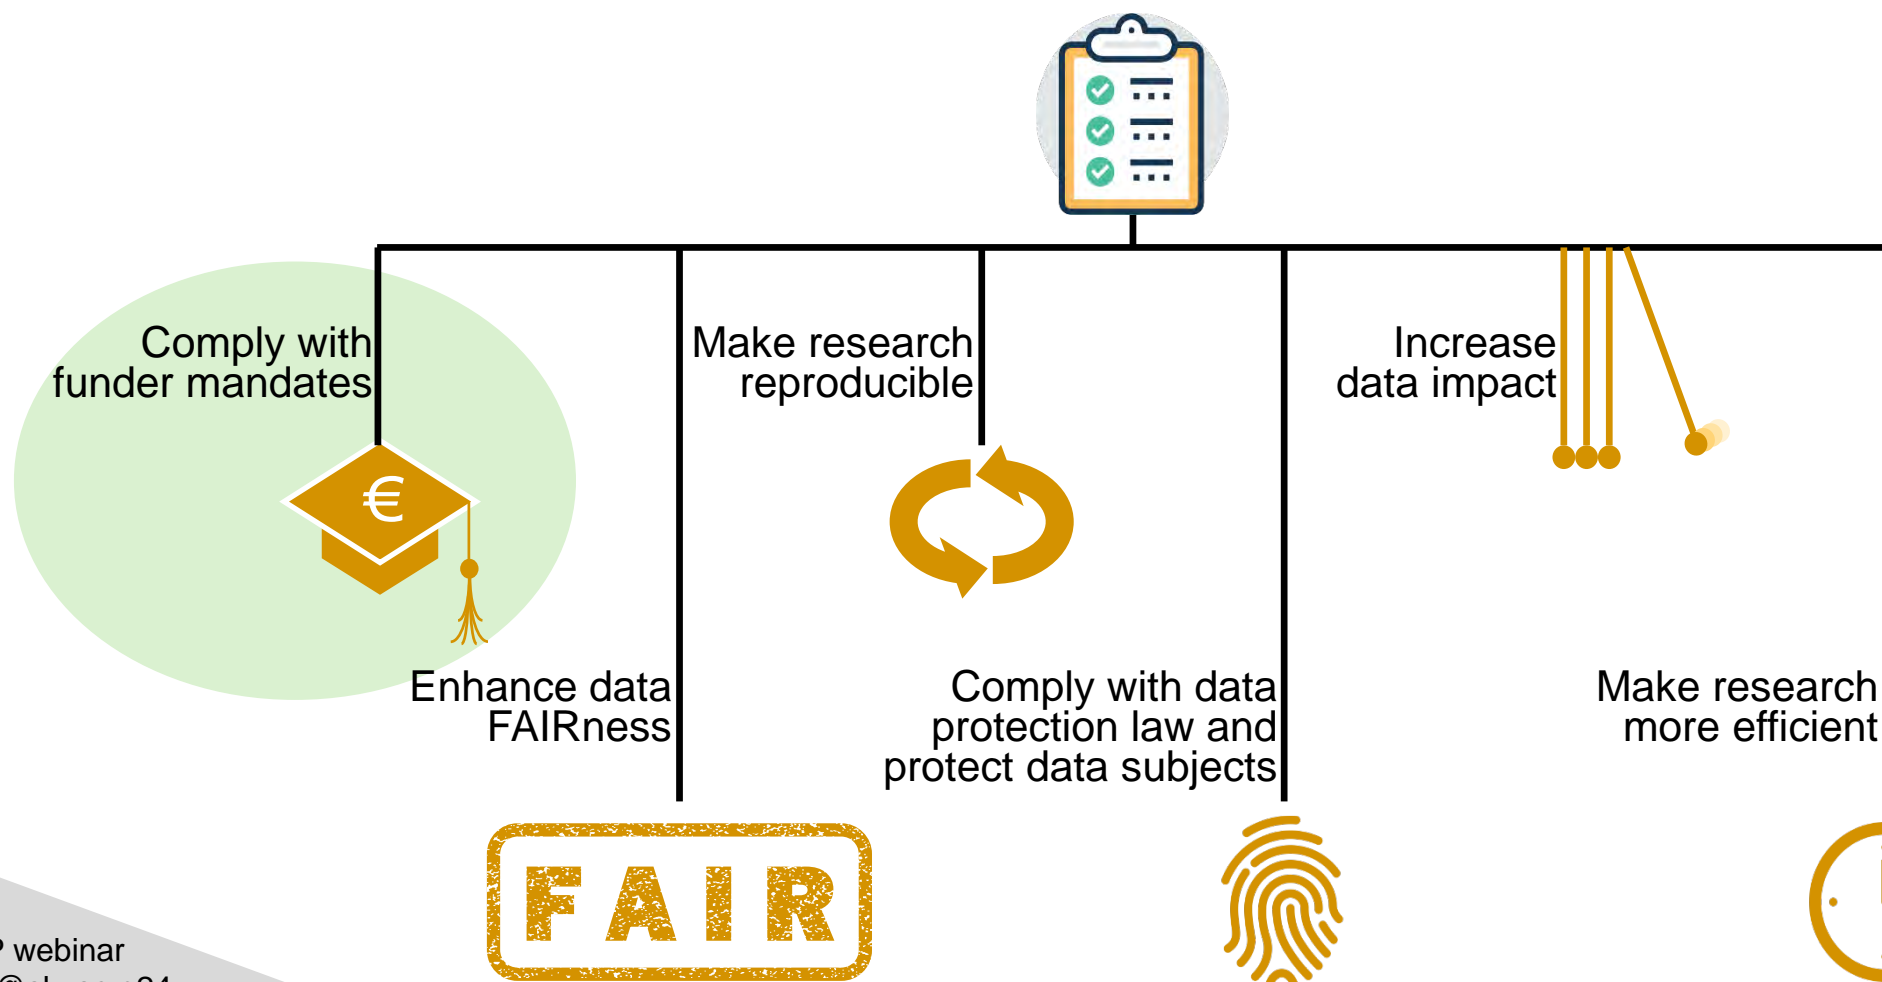 Comply with
funder mandates
€
Enhance data
FAIRness
FAIR
Make research
reproducible
Comply with data
protection law and
protect data subjects
Increase
data impact
Make research
more efficient
webinar